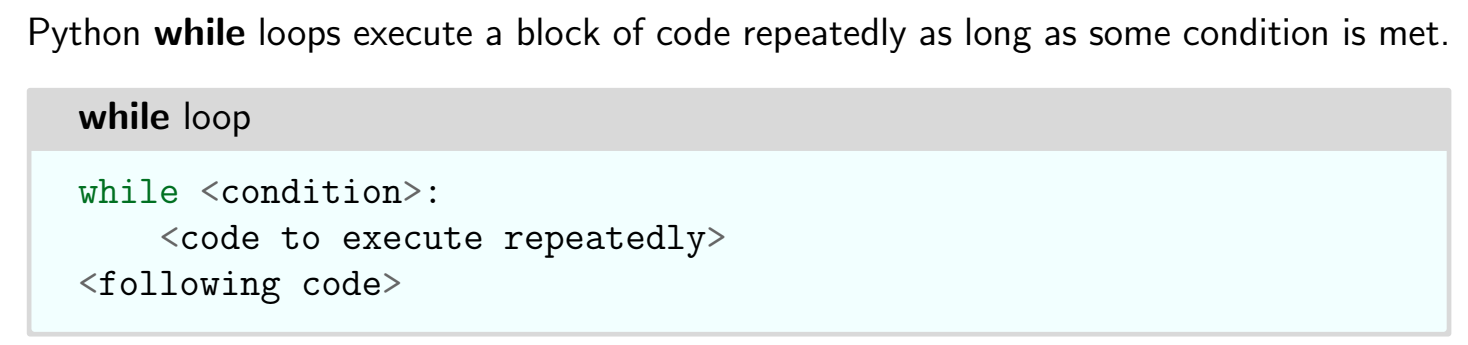 Python while loops execute a block of code repeatedly as long as some condition is met.
while loop
while <condition>:
    <code to execute repeatedly>
<following code>